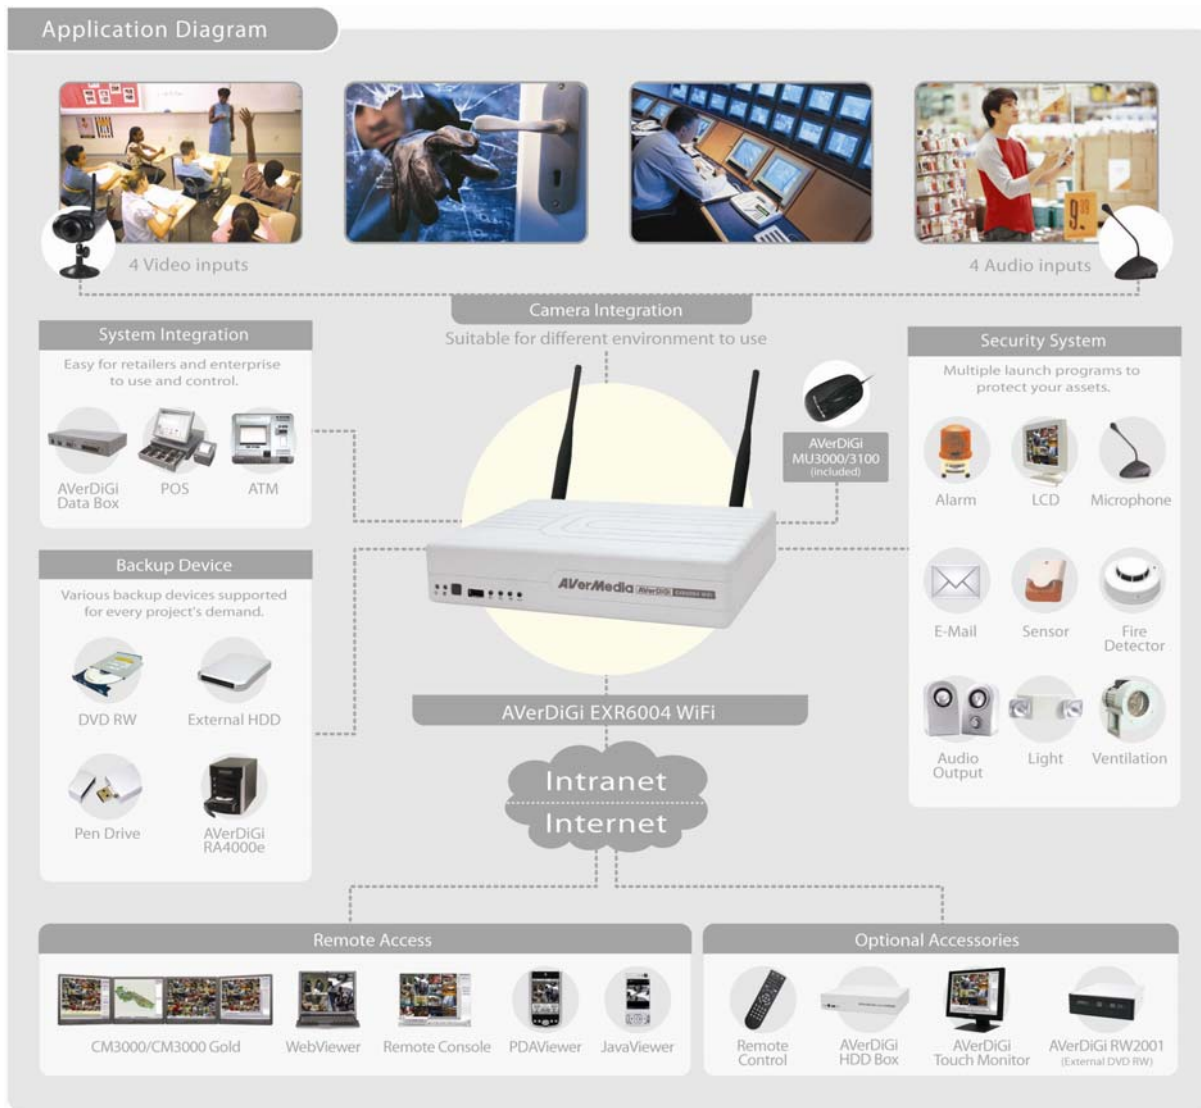 Application Diagram
4 Video inputs
4 Audio inputs
Camera Integration
Suitable for different environment to use
System Integration
Easy for retailers and enterprise
to use and control.
AVerDiGi
Data Box
POS
ATM
Backup Device
Various backup devices supported
for every project's demand.
DVD RW
External HDD
Pen Drive
AVerDiGi
RA4000e
AVerDiGi
MU3000/3100
(included)
AVerMedia AVerDiGi EXR6004 WiFi
AVerDiGi EXR6004 WiFi
Intranet
Internet
Security System
Multiple launch programs to
protect your assets.
Alarm
LCD
Microphone
E-Mail
Sensor
Fire
Detector
Audio
Output
Light
Ventilation
Remote Access
CM3000/CM3000 Gold
WebViewer
Remote Console
PDAViewer
JavaViewer
Optional Accessories
Remote
Control
AVerDiGi
HDD Box
AVerDiGi
Touch Monitor
AVerDiGi RW2001
(External DVD RW)